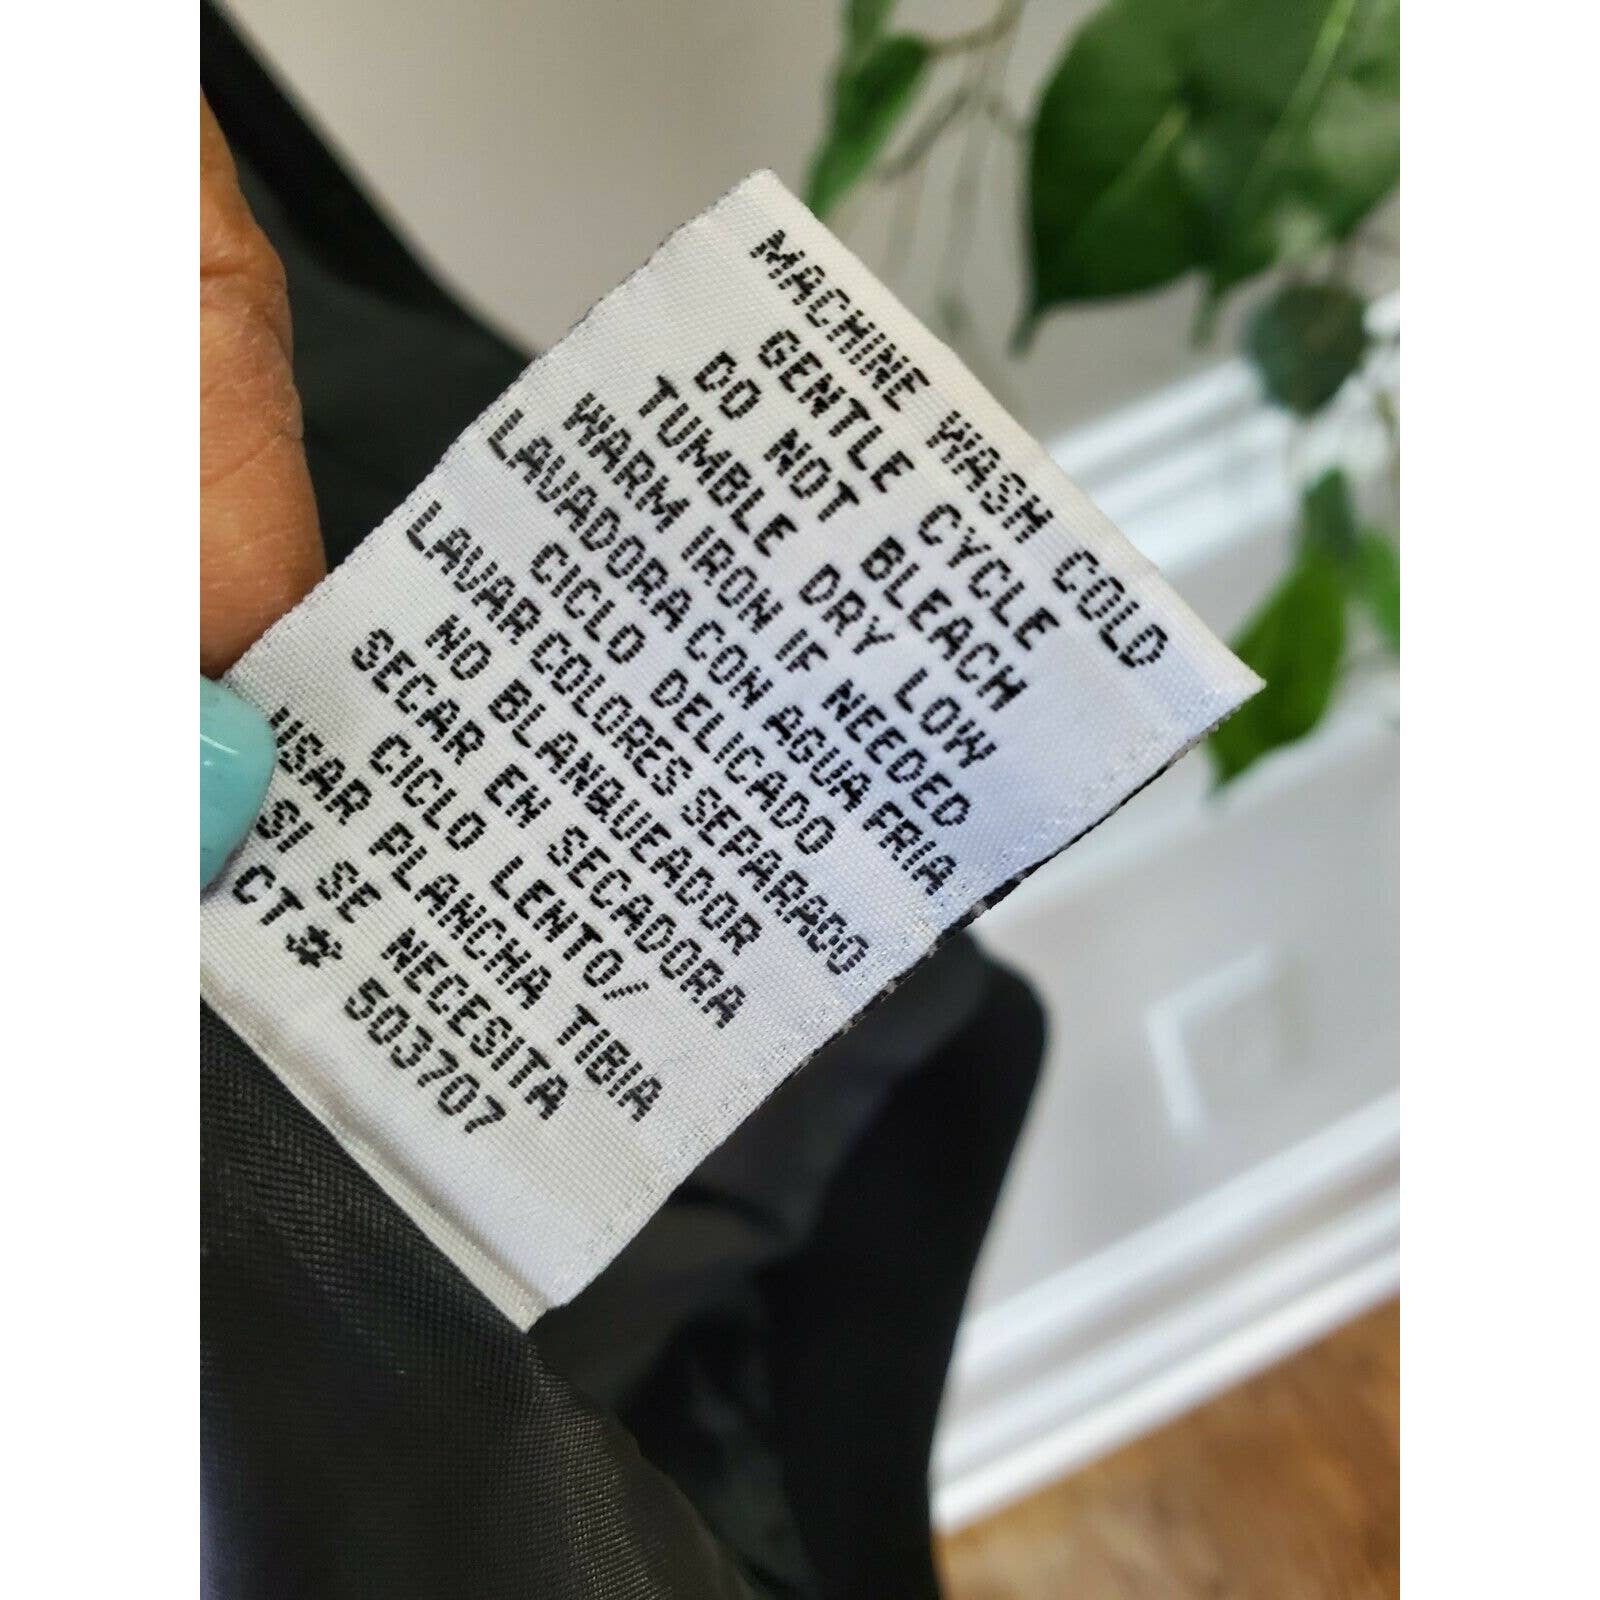 MACHINE WASH COLD
GENTLE CYCLE
DO NOT BLEACH
TUMBLE DRY LOW
WARM IRON IF NEEDED
LAVADORA CON AGUA FRIA
CICLO DELICADO
LAVAR COLORES SEPARADO
NO BLANQUEADOR
SECAR EN SECADORA
CICLO LENTO/
USAR PLANCHA TIBIA
SI SE NECESITA
CT# 503707